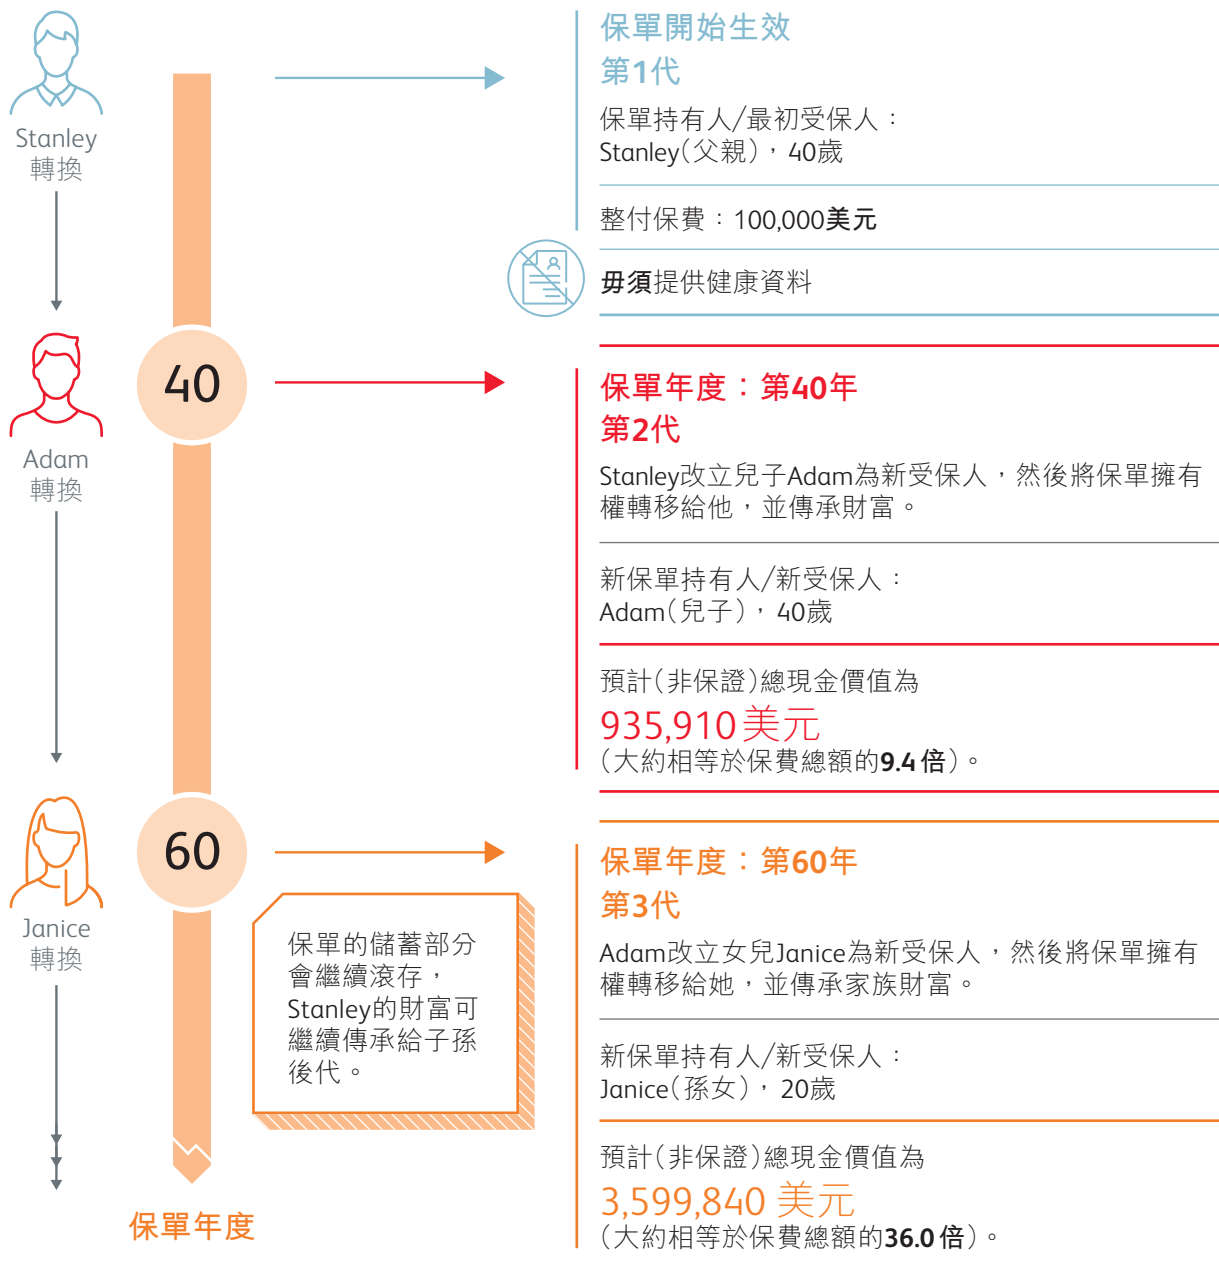 Stanley
轉換
保單開始生效
第1代
保單持有人/最初受保人：
Stanley（父親），40歲
整付保費：100,000美元
毋須提供健康資料
Adam
轉換
40
保單年度：第40年
第2代
Stanley改立兒子Adam為新受保人，然後將保單擁有
權轉移給他，並傳承財富。
新保單持有人/新受保人：
Adam（兒子），40歲
預計（非保證）總現金價值為
935,910美元
（大約相等於保費總額的9.4倍）。
Janice
轉換
60
保單的儲蓄部分
會繼續滾存，
Stanley的財富可
繼續傳承給子孫
後代。
保單年度：第60年
第3代
Adam改立女兒Janice為新受保人，然後將保單擁有
權轉移給她，並傳承家族財富。
新保單持有人/新受保人：
Janice（孫女），20歲
預計（非保證）總現金價值為
3,599,840 美元
（大約相等於保費總額的36.0倍）。
保單年度